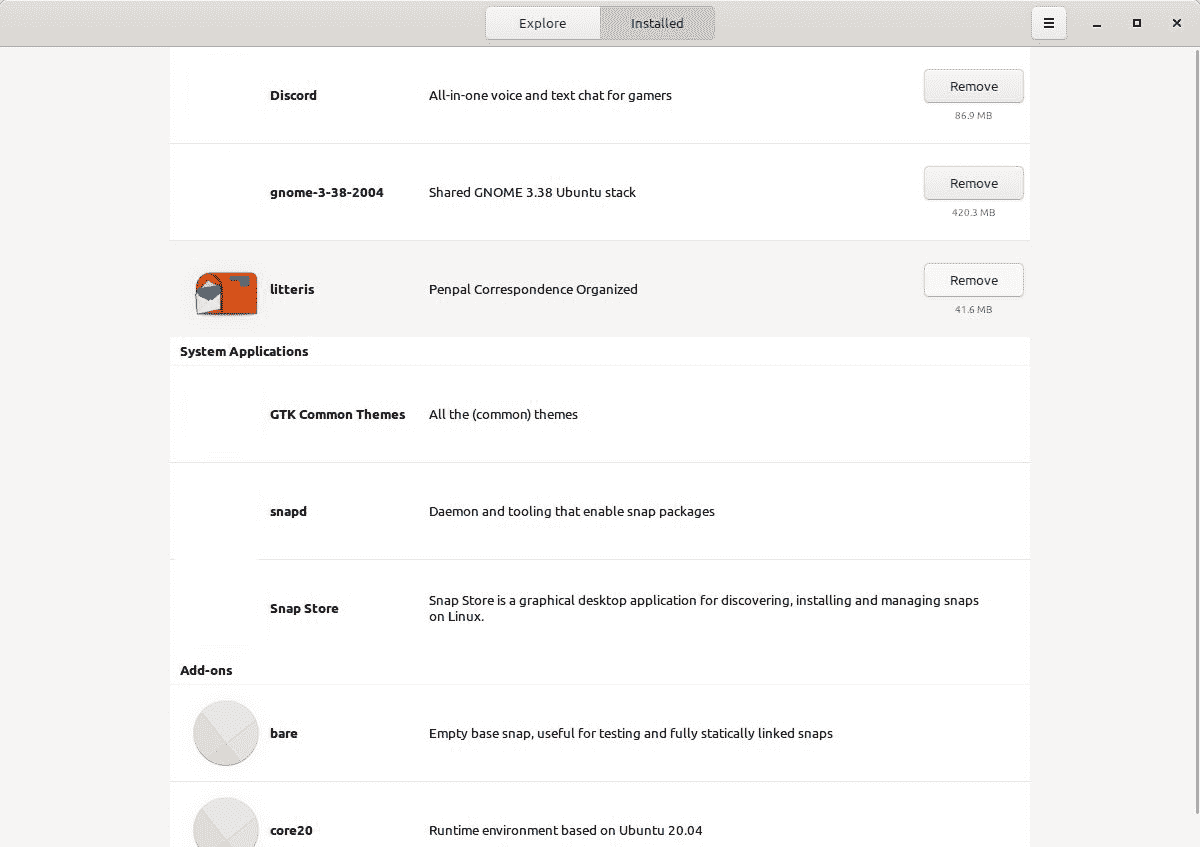 Explore Installed
Discord All-in-one voice and text chat for gamers Remove
86.9 MB
gnome-3-38-2004 Shared GNOME 3.38 Ubuntu stack Remove
420.3 MB
litteris Penpal Correspondence Organized Remove
41.6 MB
System Applications
GTK Common Themes All the (common) themes
snapd Daemon and tooling that enable snap packages
Snap Store Snap Store is a graphical desktop application for discovering, installing and managing snaps
on Linux.
Add-ons
bare Empty base snap, useful for testing and fully statically linked snaps
core20 Runtime environment based on Ubuntu 20.04